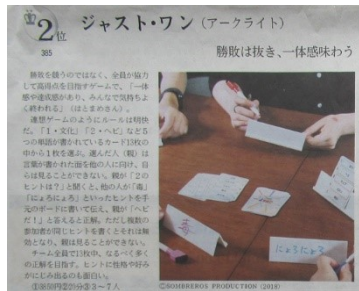 2位
385
ジャスト・ワン(アークライト)
勝敗は抜き、一体感味わう
勝敗を競うのではなく、全員が協力
して高得点を目指すゲームで、「一体
感や達成感があり、みんなで気持ちよ
く終われる」(はとまめさん)。
連想ゲームのようにルールは明快
だ。「1・文化」「2・ヘビ」など5
つの単語が書かれているカード13枚の
中から1枚を選ぶ。選んだ人(親)は
言葉が書かれた面を他の人に向け、自
らは見ることができない。親が「2の
ヒントは?」と聞くと、他の人が「毒」
「にょろにょろ」といったヒントを手
元のボードに書いて伝え、親が「ヘビ
だ!」と答えると正解。ただし複数の
参加者が同じヒントを書くとそれは無
効となり、親は見ることができない。
チーム全員で13枚中、なるべく多く
の正解を目指す。ヒントに性格や好み
がにじみ出るのも面白い。
②20分③3~7人
毒
にょろにょろ
©SOMBREROS PRODUCTION (2018)